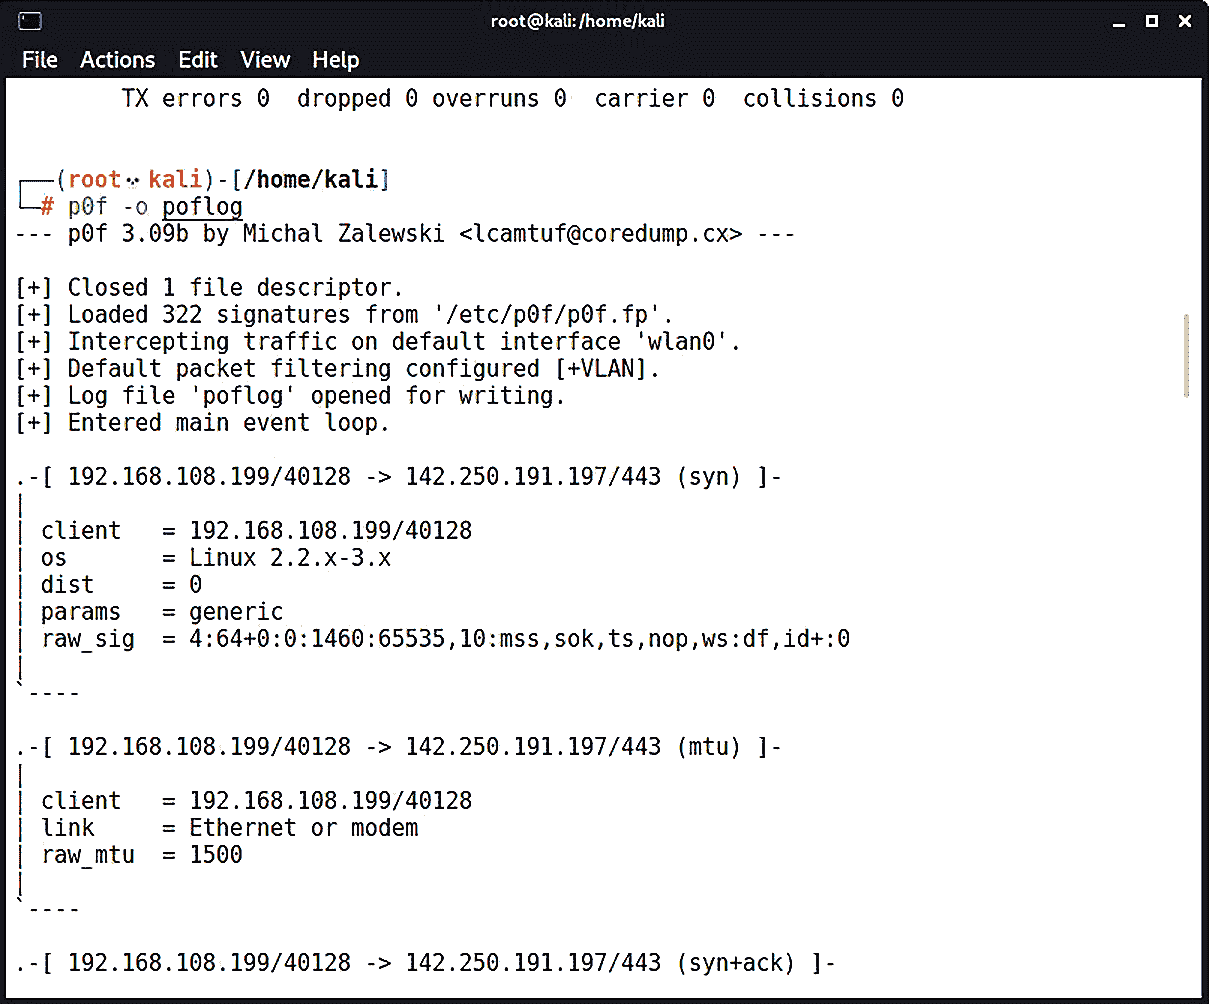 root@kali:/home/kali
File Actions Edit View Help
TX errors 0 dropped 0 overruns 0 carrier 0 collisions 0
┌──(root kali)-[/home/kali]
└─# p0f -o poflog
--- p0f 3.09b by Michal Zalewski <lcamtuf@coredump.cx> ---
[+] Closed 1 file descriptor.
[+] Loaded 322 signatures from '/etc/p0f/p0f.fp'.
[+] Intercepting traffic on default interface 'wlan0'.
[+] Default packet filtering configured [+VLAN].
[+] Log file 'poflog' opened for writing.
[+] Entered main event loop.
.-[ 192.168.108.199/40128 -> 142.250.191.197/443 (syn) ]-
|
| client = 192.168.108.199/40128
| os = Linux 2.2.x-3.x
| dist = 0
| params = generic
| raw_sig = 4:64+0:0:1460:65535,10:mss,sok,ts,nop,ws:df,id+:0
|
`----
.-[ 192.168.108.199/40128 -> 142.250.191.197/443 (mtu) ]-
|
| client = 192.168.108.199/40128
| link = Ethernet or modem
| raw_mtu = 1500
|
`----
.-[ 192.168.108.199/40128 -> 142.250.191.197/443 (syn+ack) ]-